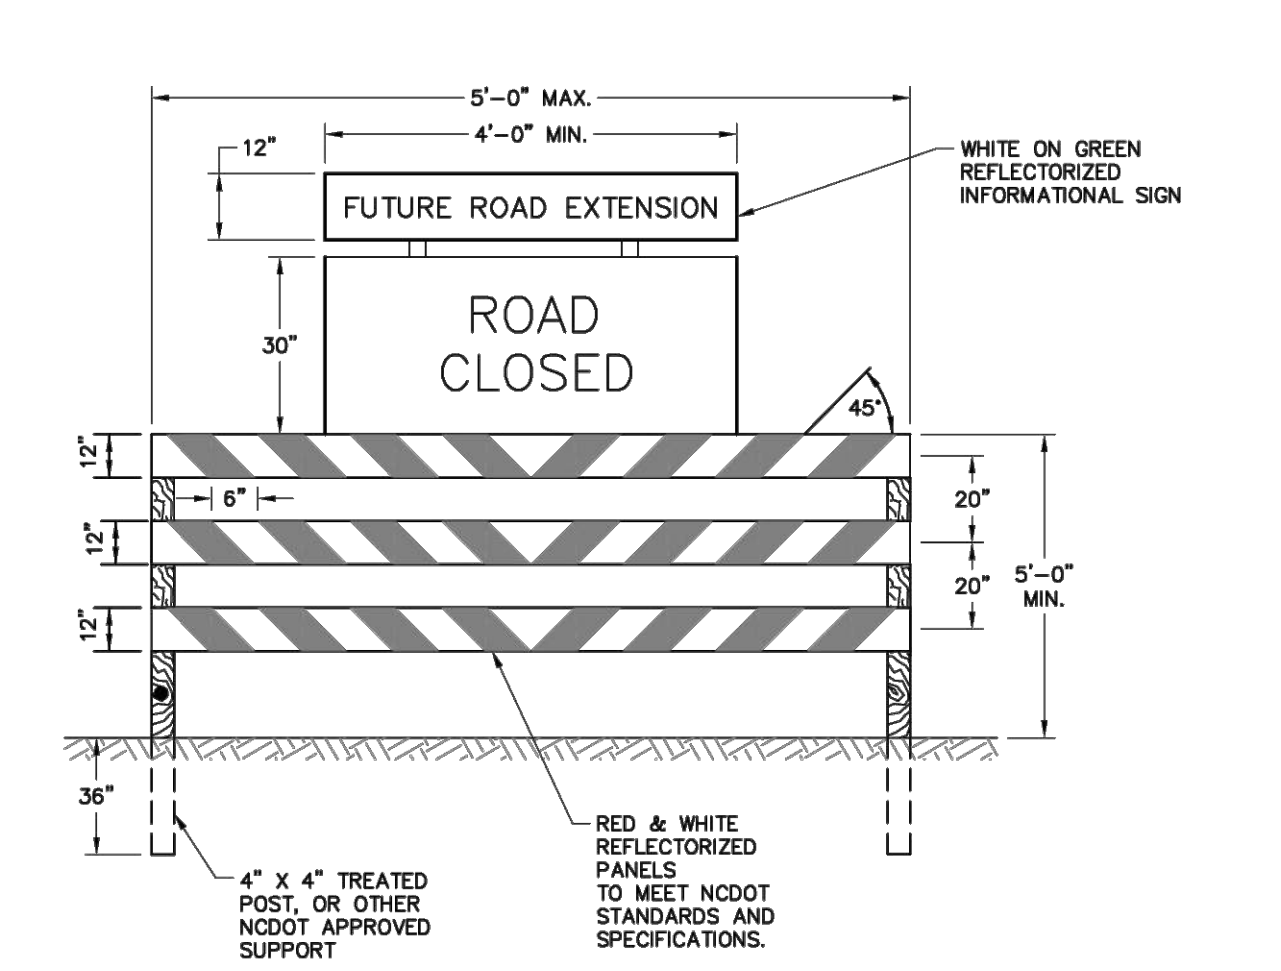 5'-0" MAX.
4'-0" MIN.
12"
WHITE ON GREEN
REFLECTORIZED
INFORMATIONAL SIGN
FUTURE ROAD EXTENSION
30"
ROAD
CLOSED
45°
12"
6"
20"
12"
20"
5'-0"
MIN.
12"
36"
4" X 4" TREATED
POST, OR OTHER
NCDOT APPROVED
SUPPORT
RED & WHITE
REFLECTORIZED
PANELS
TO MEET NCDOT
STANDARDS AND
SPECIFICATIONS.